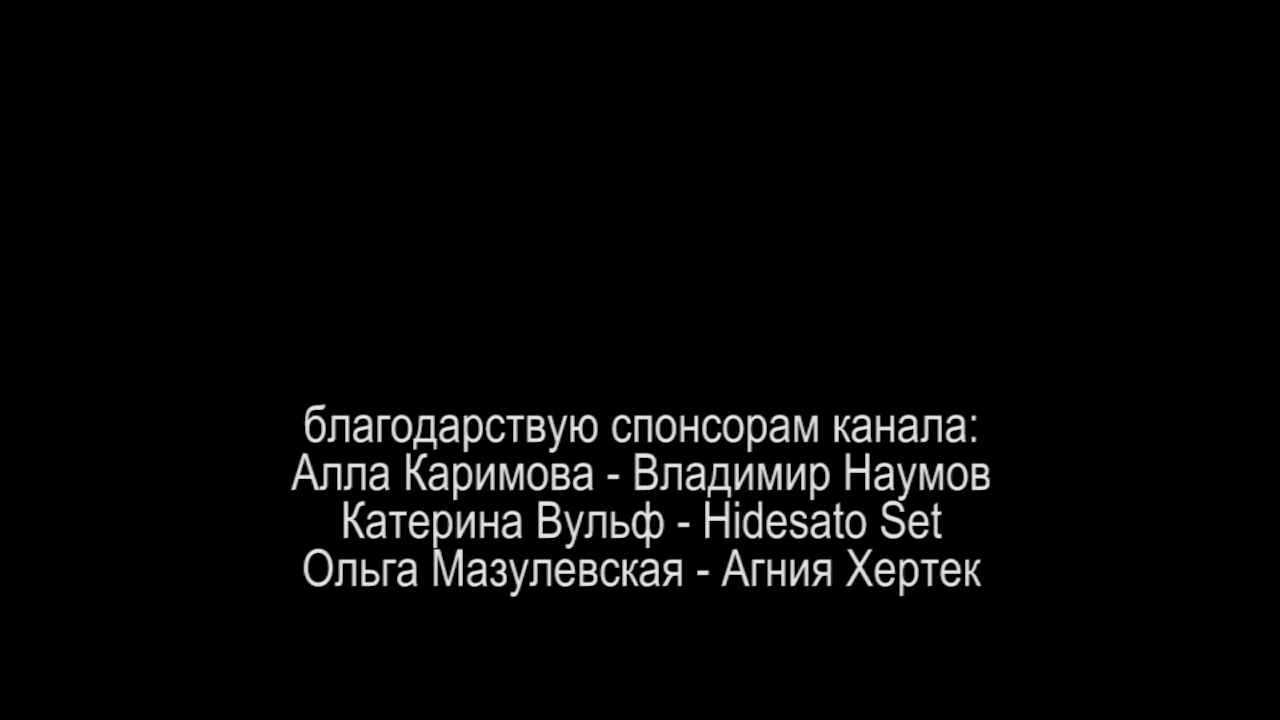 благодарствую спонсорам канала:
Алла Каримова - Владимир Наумов
Катерина Вульф - Hidesato Set
Ольга Мазулевская - Агния Хертек